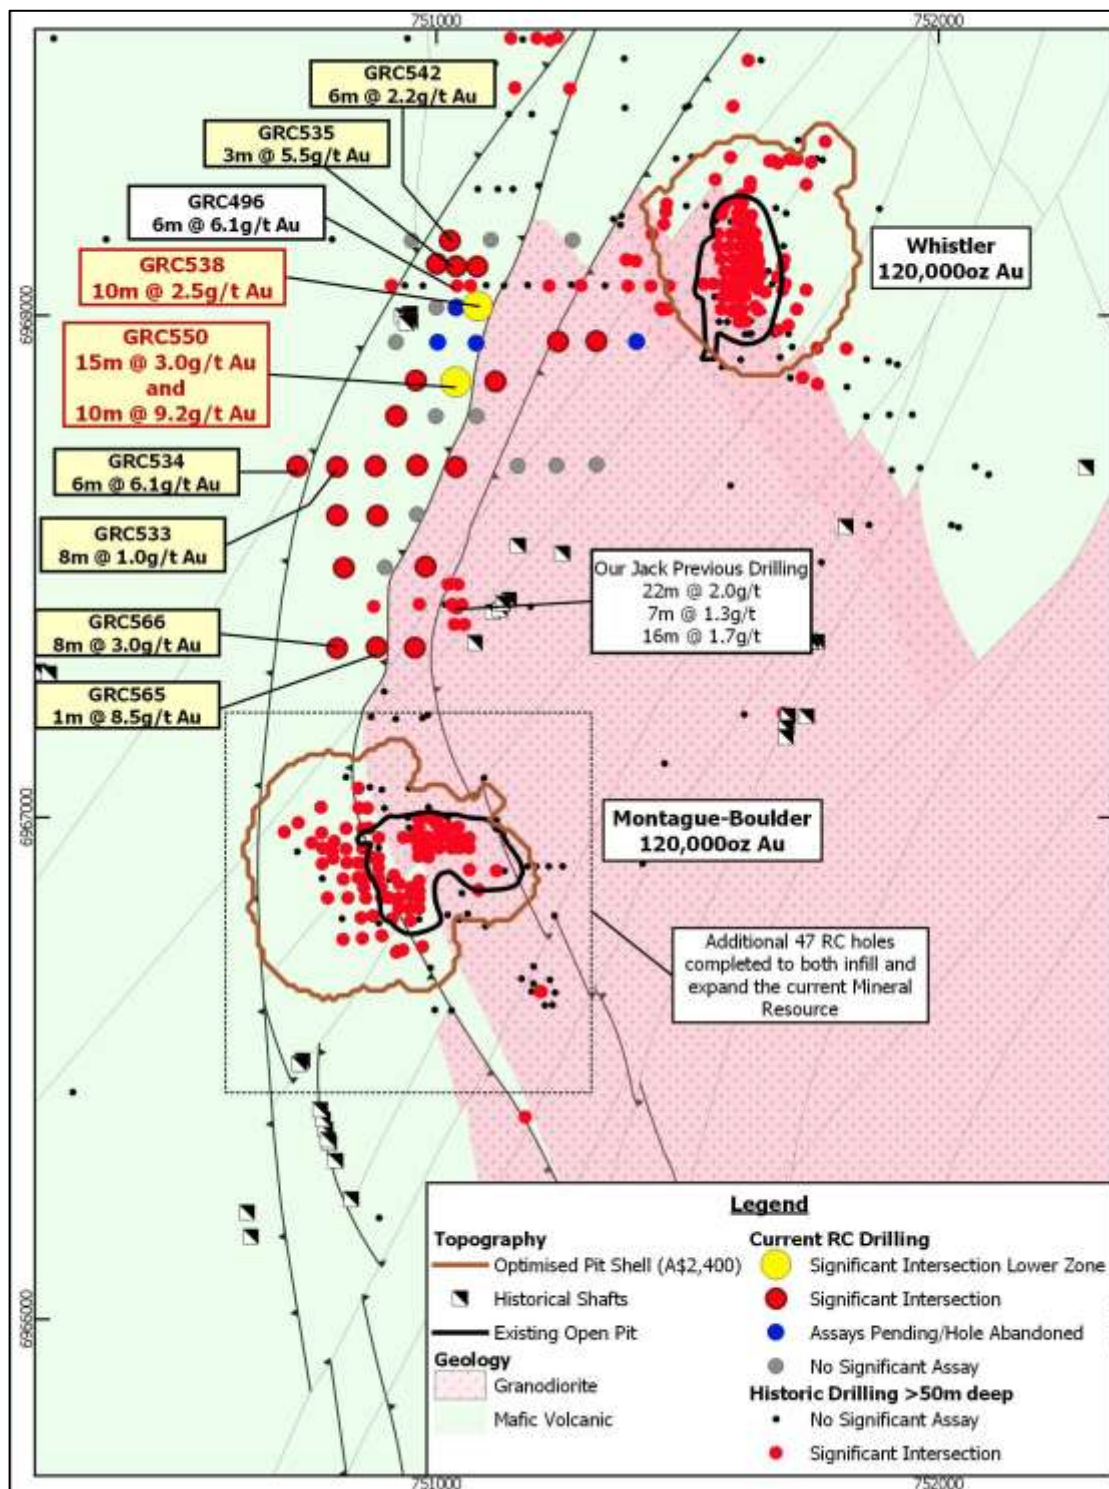 751000
752000
GRC542
6m @ 2.2g/t Au
GRC535
3m @ 5.5g/t Au
GRC496
6m @ 6.1g/t Au
GRC538
10m @ 2.5g/t Au
Whistler
120,000oz Au
6968000
GRC550
15m @ 3.0g/t Au
and
10m @ 9.2g/t Au
GRC534
6m @ 6.1g/t Au
GRC533
8m @ 1.0g/t Au
Our Jack Previous Drilling
22m @ 2.0g/t
7m @ 1.3g/t
16m @ 1.7g/t
GRC566
8m @ 3.0g/t Au
GRC565
1m @ 8.5g/t Au
6967000
Montague-Boulder
120,000oz Au
Additional 47 RC holes
completed to both infill and
expand the current Mineral
Resource
6966000
Legend
Topography
Optimised Pit Shell (A$2,400)
Historical Shafts
Existing Open Pit
Geology
Granodiorite
Mafic Volcanic
Current RC Drilling
Significant Intersection Lower Zone
Significant Intersection
Assays Pending/Hole Abandoned
No Significant Assay
Historic Drilling >50m deep
No Significant Assay
Significant Intersection
751000
752000